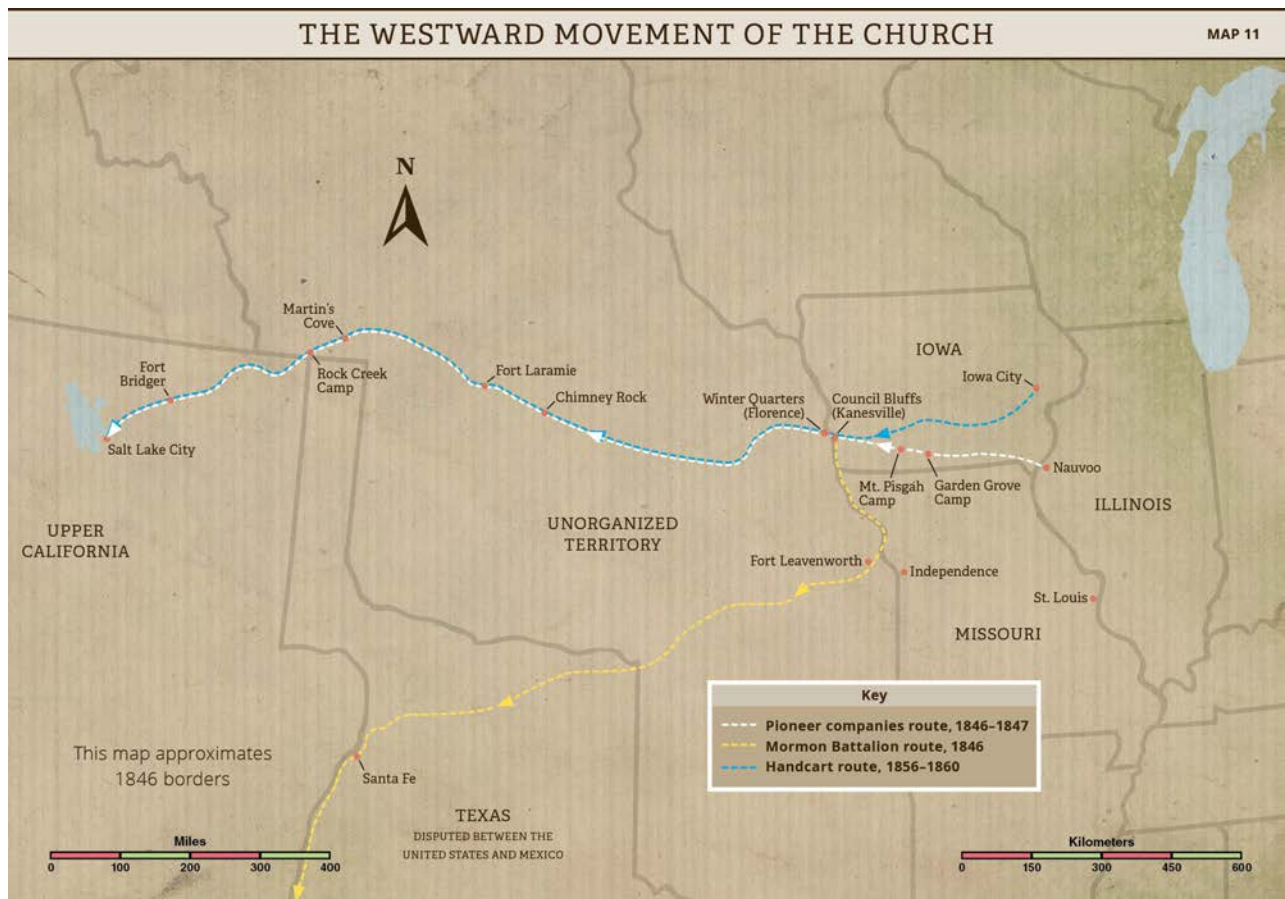 THE WESTWARD MOVEMENT OF THE CHURCH
MAP 11
N
Martin's
Cove
Rock Creek
Camp
Fort
Bridger
Salt Lake City
Fort Laramie
Chimney Rock
Winter Quarters
(Florence)
Council Bluffs
(Kanesville)
IOWA
Iowa City
Nauvoo
Mt. Pisgah
Camp
Garden Grove
Camp
ILLINOIS
UPPER
CALIFORNIA
UNORGANIZED
TERRITORY
Fort Leavenworth
Independence
St. Louis
MISSOURI
Key
Pioneer companies route, 1846–1847
Mormon Battalion route, 1846
Handcart route, 1856–1860
This map approximates
1846 borders
Santa Fe
TEXAS
DISPUTED BETWEEN THE
UNITED STATES AND MEXICO
Miles
0 100 200 300 400
Kilometers
0 150 300 450 600